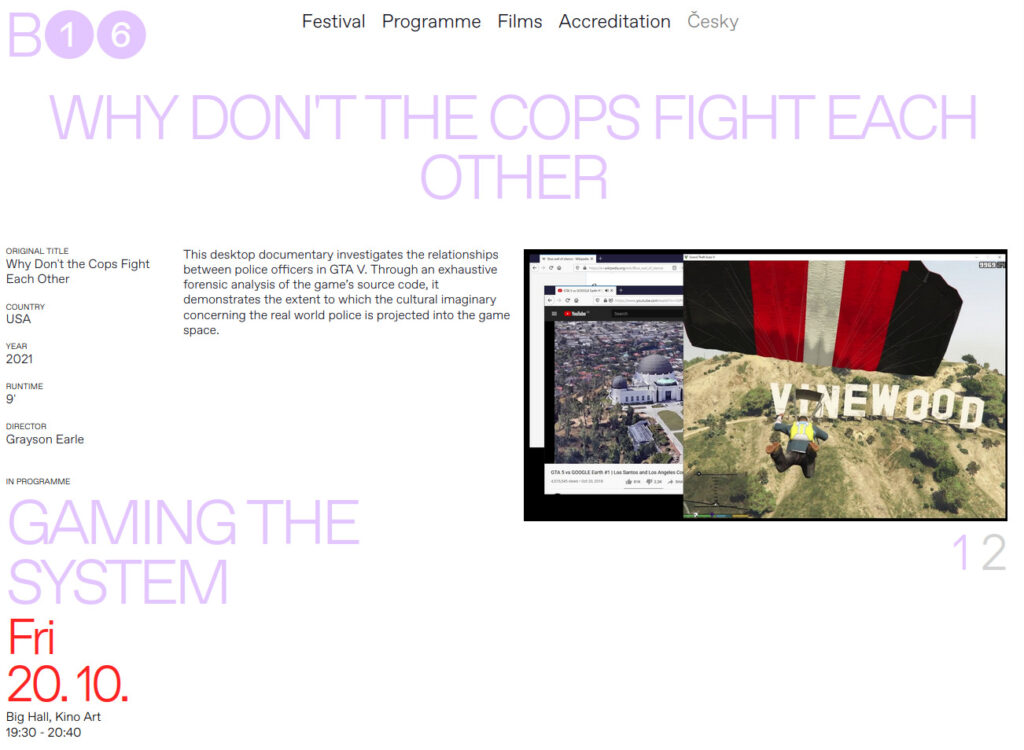 B16
Festival Programme Films Accreditation Česky
WHY DON'T THE COPS FIGHT EACH
OTHER
ORIGINAL TITLE
Why Don't the Cops Fight
Each Other
COUNTRY
USA
YEAR
2021
RUNTIME
9'
DIRECTOR
Grayson Earle
This desktop documentary investigates the relationships
between police officers in GTA V. Through an exhaustive
forensic analysis of the game's source code, it
demonstrates the extent to which the cultural imaginary
concerning the real world police is projected into the game
space.
YouTube
Search
VINEWOOD
GTA 5 vs GOOGLE Earth #1 | Los Santos and Los Angeles Co
1 2
IN PROGRAMME
GAMING THE
SYSTEM
Fri
20. 10.
Big Hall, Kino Art
19:30 - 20:40